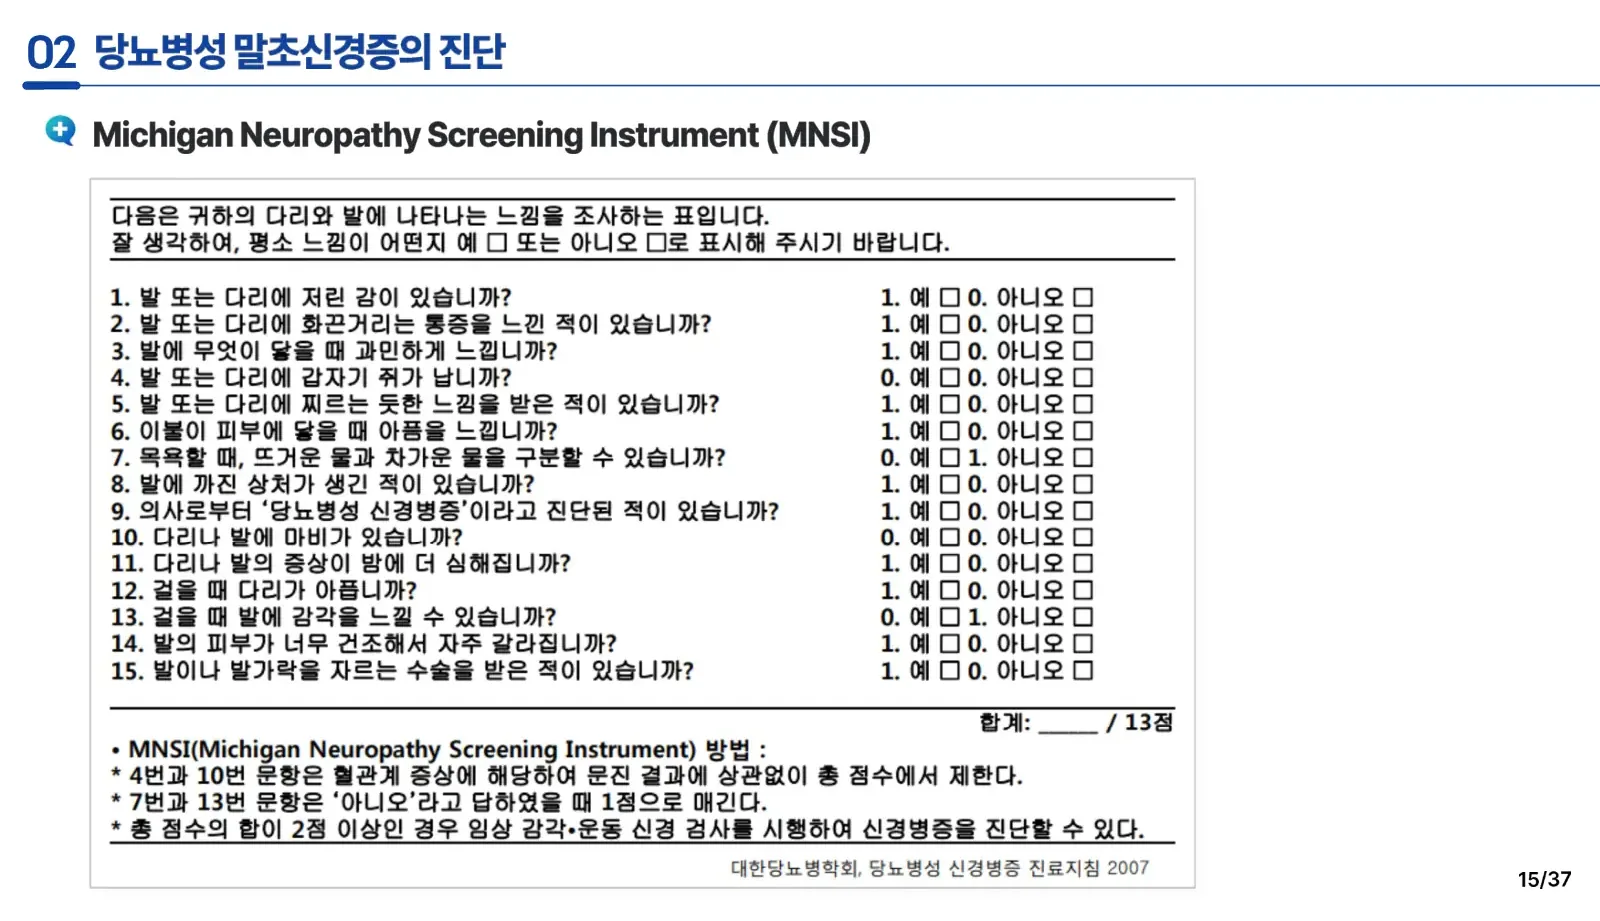 02 당뇨병성 말초신경증의 진단
Michigan Neuropathy Screening Instrument (MNSI)
다음은 귀하의 다리와 발에 나타나는 느낌을 조사하는 표입니다.
잘 생각하여, 평소 느낌이 어떤지 예 □ 또는 아니오 □로 표시해 주시기 바랍니다.
1. 발 또는 다리에 저린 감이 있습니까? 1. 예 □ 0. 아니오 □
2. 발 또는 다리에 화끈거리는 통증을 느낀 적이 있습니까? 1. 예 □ 0. 아니오 □
3. 발에 무엇이 닿을 때 과민하게 느낍니까? 1. 예 □ 0. 아니오 □
4. 발 또는 다리에 갑자기 쥐가 납니까? 0. 예 □ 0. 아니오 □
5. 발 또는 다리에 찌르는 듯한 느낌을 받은 적이 있습니까? 1. 예 □ 0. 아니오 □
6. 이불이 피부에 닿을 때 아픔을 느낍니까? 1. 예 □ 0. 아니오 □
7. 목욕할 때, 뜨거운 물과 차가운 물을 구분할 수 있습니까? 0. 예 □ 1. 아니오 □
8. 발에 까진 상처가 생긴 적이 있습니까? 1. 예 □ 0. 아니오 □
9. 의사로부터 ‘당뇨병성 신경병증’이라고 진단된 적이 있습니까? 1. 예 □ 0. 아니오 □
10. 다리나 발에 마비가 있습니까? 0. 예 □ 0. 아니오 □
11. 다리나 발의 증상이 밤에 더 심해집니까? 1. 예 □ 0. 아니오 □
12. 걸을 때 다리가 아픕니까? 1. 예 □ 0. 아니오 □
13. 걸을 때 발에 감각을 느낄 수 있습니까? 0. 예 □ 1. 아니오 □
14. 발의 피부가 너무 건조해서 자주 갈라집니까? 1. 예 □ 0. 아니오 □
15. 발이나 발가락을 자르는 수술을 받은 적이 있습니까? 1. 예 □ 0. 아니오 □
합계: _____ / 13점
• MNSI(Michigan Neuropathy Screening Instrument) 방법 :
* 4번과 10번 문항은 혈관계 증상에 해당하여 문진 결과에 상관없이 총 점수에서 제한다.
* 7번과 13번 문항은 ‘아니오’라고 답하였을 때 1점으로 매긴다.
* 총 점수의 합이 2점 이상인 경우 임상 감각•운동 신경 검사를 시행하여 신경병증을 진단할 수 있다.
대한당뇨병학회, 당뇨병성 신경병증 진료지침 2007
15/37